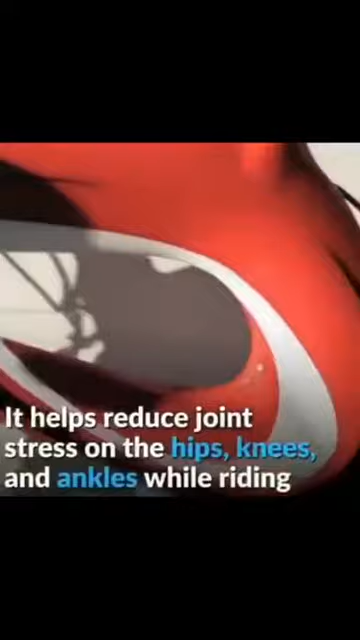 It helps reduce joint
stress on the hips, knees,
and ankles while riding